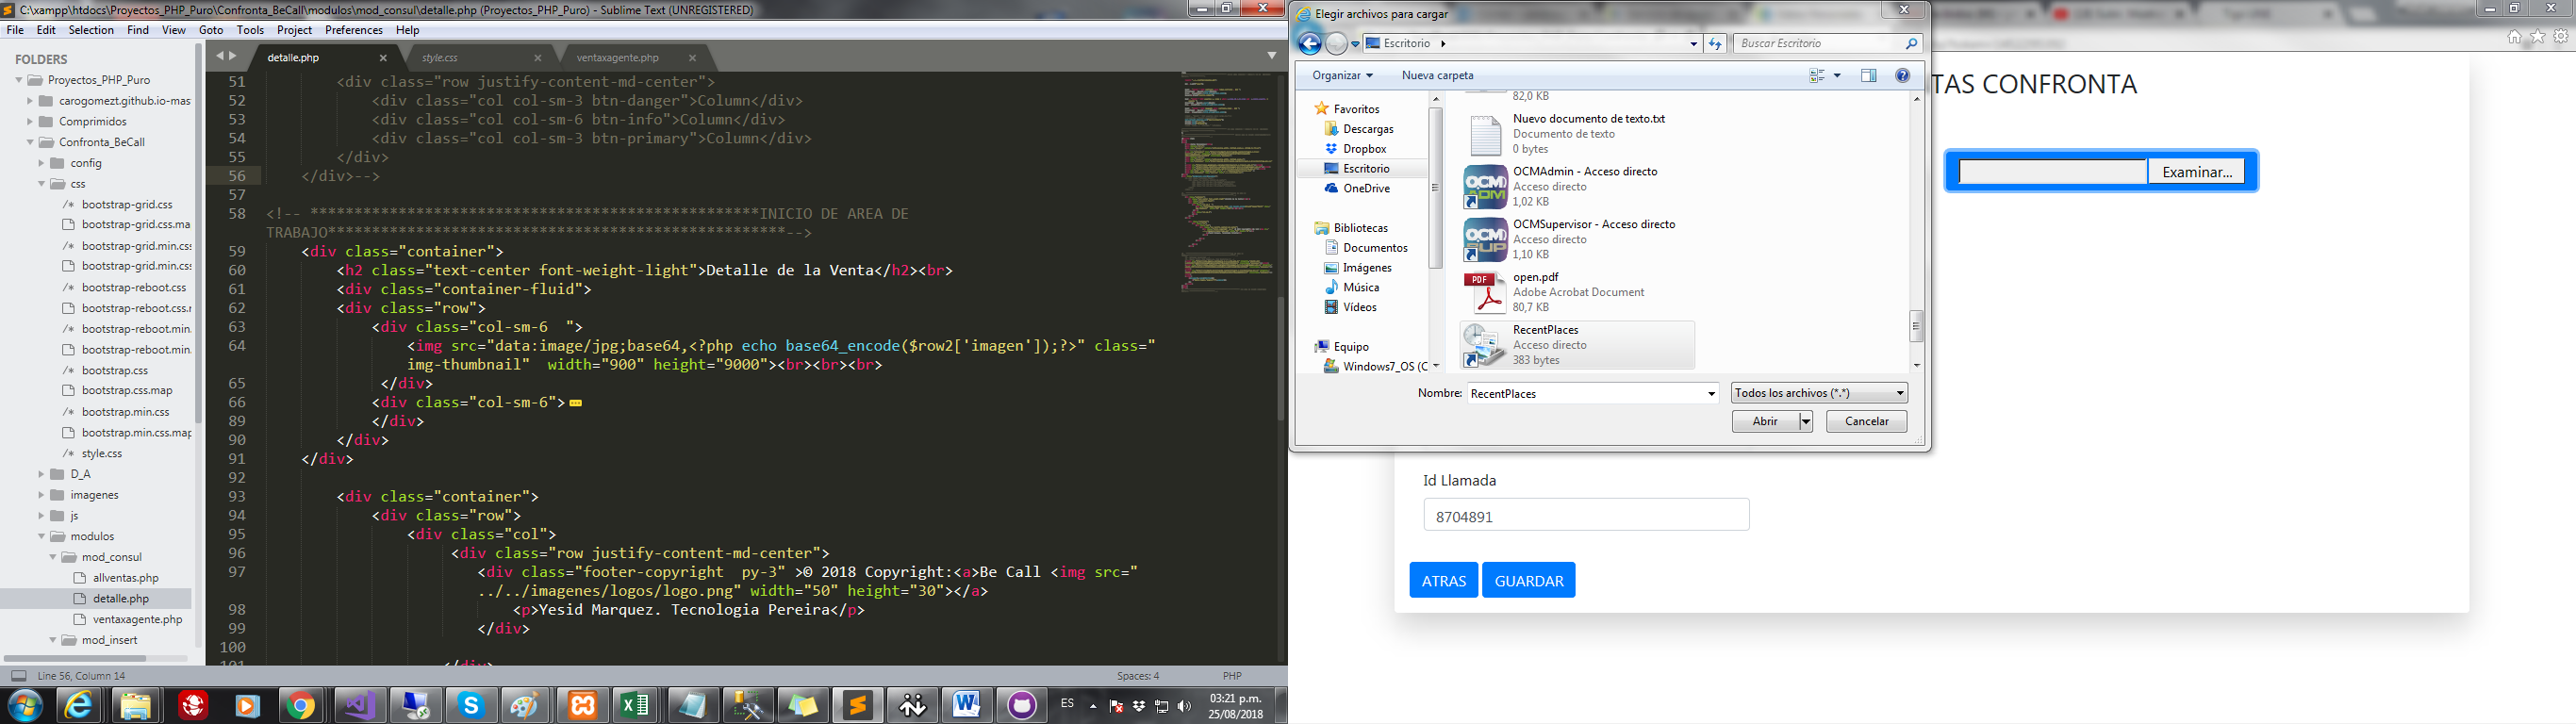 C:\xampp\htdocs\Proyectos_PHP_Puro\Confronta_BeCall\modulos\mod_consul\detalle.php (Proyectos_PHP_Puro) - Sublime Text (UNREGISTERED)
File Edit Selection Find View Goto Tools Project Preferences Help
FOLDERS
Proyectos_PHP_Puro
carogomezt.github.io-mas
Comprimidos
Confronta_BeCall
config
css
bootstrap-grid.css
bootstrap-grid.css.ma
bootstrap-grid.min.css
bootstrap-grid.min.css
bootstrap-reboot.css
bootstrap-reboot.css.r
bootstrap-reboot.min.
bootstrap-reboot.min.
bootstrap.css
bootstrap.css.map
bootstrap.min.css
bootstrap.min.css.map
style.css
D_A
imagenes
js
modulos
mod_consul
allventas.php
detalle.php
ventaxagente.php
mod_insert
detalle.php style.css ventaxagente.php
51 <div class="row justify-content-md-center">
52 <div class="col col-sm-3 btn-danger">Column</div>
53 <div class="col col-sm-6 btn-info">Column</div>
54 <div class="col col-sm-3 btn-primary">Column</div>
55 </div>
56 </div>-->
57
58 <!-- ***************************************************INICIO DE AREA DE
TRABAJO****************************************************-->
59 <div class="container">
60 <h2 class="text-center font-weight-light">Detalle de la Venta</h2><br>
61 <div class="container-fluid">
62 <div class="row">
63 <div class="col-sm-6  ">
64 <img src="data:image/jpg;base64,<?php echo base64_encode($row2['imagen']);?>" class="
img-thumbnail"  width="900" height="9000"><br><br><br>
65 </div>
66 <div class="col-sm-6">
89 </div>
90 </div>
91 </div>
92
93 <div class="container">
94 <div class="row">
95 <div class="col">
96 <div class="row justify-content-md-center">
97 <div class="footer-copyright  py-3" >© 2018 Copyright:<a>Be Call <img src="
../../imagenes/logos/logo.png" width="50" height="30"></a>
98 <p>Yesid Marquez. Tecnologia Pereira</p>
99 </div>
100
101 </div>
Line 56, Column 14 Spaces: 4 PHP
Elegir archivos para cargar
Escritorio
Buscar Escritorio
Organizar Nueva carpeta
Favoritos
Descargas
Dropbox
Escritorio
OneDrive
Bibliotecas
Documentos
Imágenes
Música
Vídeos
Equipo
Windows7_OS (C
82,0 KB
Nuevo documento de texto.txt
Documento de texto
0 bytes
OCMAdmin - Acceso directo
Acceso directo
1,02 KB
OCMSupervisor - Acceso directo
Acceso directo
1,10 KB
open.pdf
Adobe Acrobat Document
80,7 KB
RecentPlaces
Acceso directo
383 bytes
Nombre: RecentPlaces Todos los archivos (*.*)
Abrir Cancelar
TAS CONFRONTA
Examinar...
Id Llamada
8704891
ATRAS GUARDAR
ES
03:21 p.m.
25/08/2018